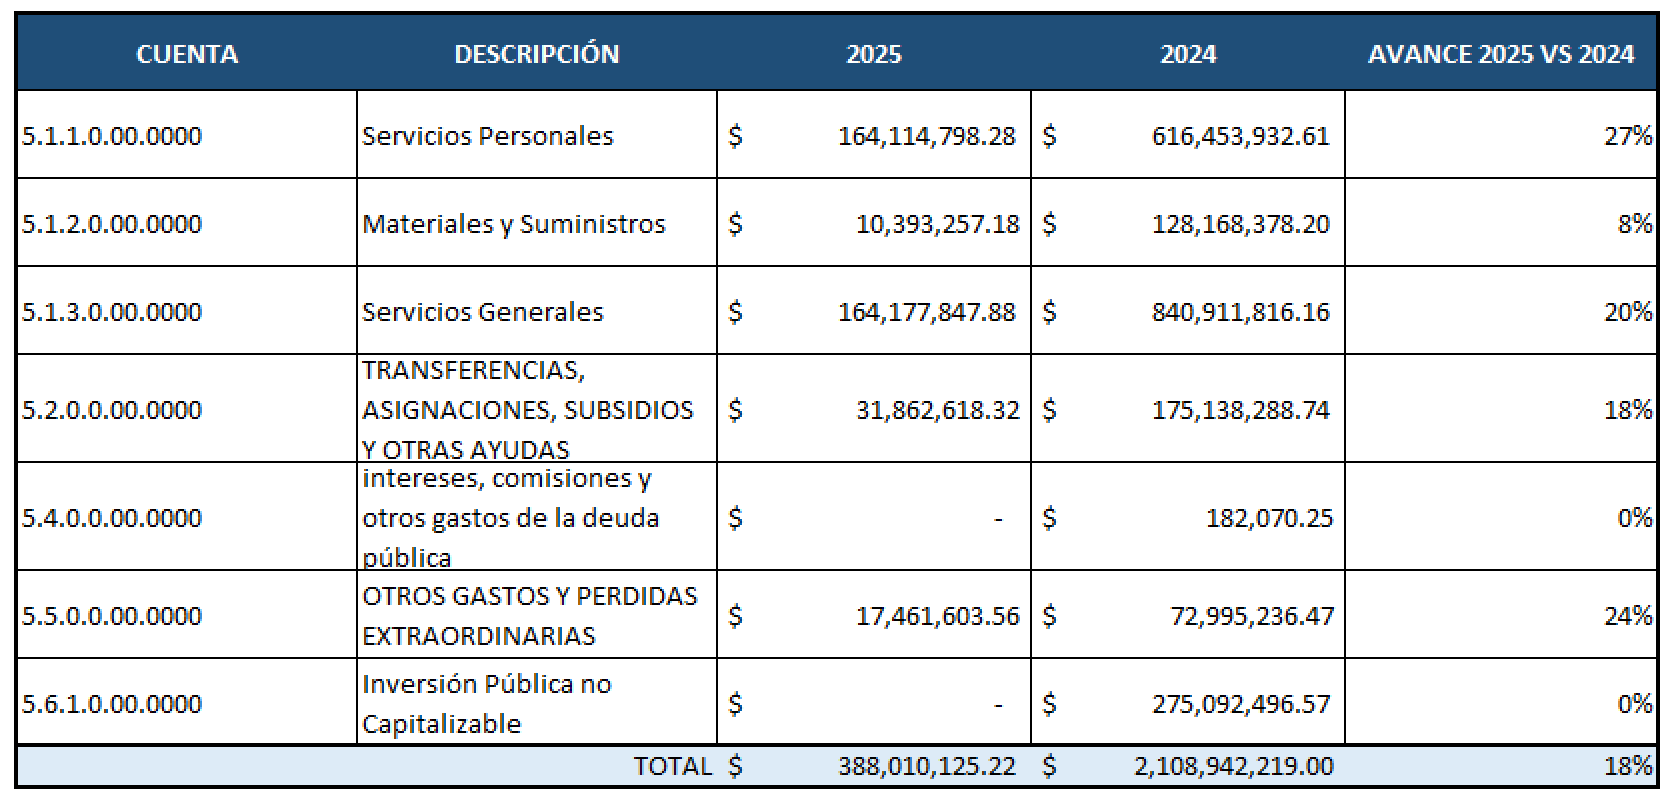 CUENTA DESCRIPCIÓN 2025 2024 AVANCE 2025 VS 2024
5.1.1.0.00.0000 Servicios Personales $ 164,114,798.28 $ 616,453,932.61 27%
5.1.2.0.00.0000 Materiales y Suministros $ 10,393,257.18 $ 128,168,378.20 8%
5.1.3.0.00.0000 Servicios Generales $ 164,177,847.88 $ 840,911,816.16 20%
TRANSFERENCIAS,
5.2.0.0.00.0000 ASIGNACIONES, SUBSIDIOS $ 31,862,618.32 $ 175,138,288.74 18%
Y OTRAS AYUDAS
intereses, comisiones y
5.4.0.0.00.0000 otros gastos de la deuda $ - $ 182,070.25 0%
pública
5.5.0.0.00.0000 OTROS GASTOS Y PERDIDAS $ 17,461,603.56 $ 72,995,236.47 24%
EXTRAORDINARIAS
5.6.1.0.00.0000 Inversión Pública no $ - $ 275,092,496.57 0%
Capitalizable
TOTAL $ 388,010,125.22 $ 2,108,942,219.00 18%